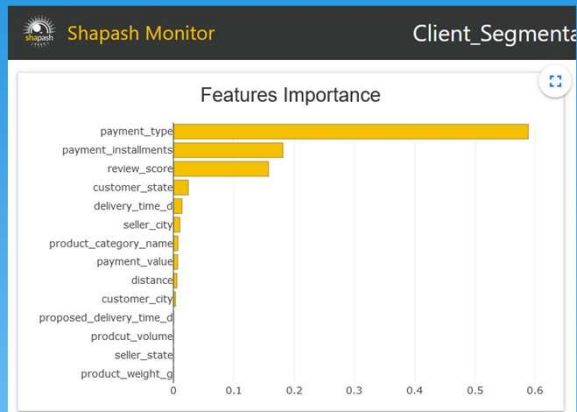 shapash
Shapash Monitor
Client_Segmenta
Features Importance
payment_type
payment_installments
review_score
customer_state
delivery_time_d
seller_city
product_category_name
payment_value
distance
customer_city
proposed_delivery_time_d
prodcut_volume
seller_state
product_weight_g
0 0.1 0.2 0.3 0.4 0.5 0.6